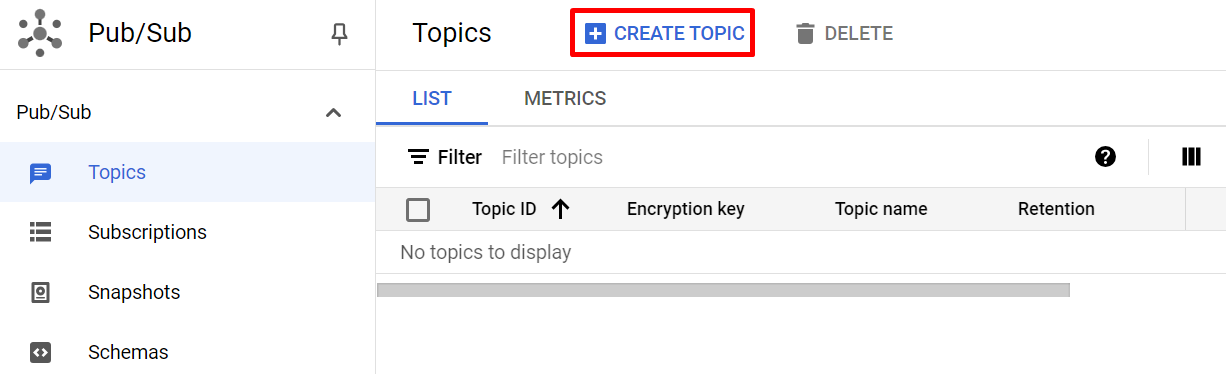 Pub/Sub
Topics
CREATE TOPIC
DELETE
Pub/Sub
Topics
Subscriptions
Snapshots
Schemas
LIST
METRICS
Filter Filter topics
Topic ID Encryption key Topic name Retention
No topics to display